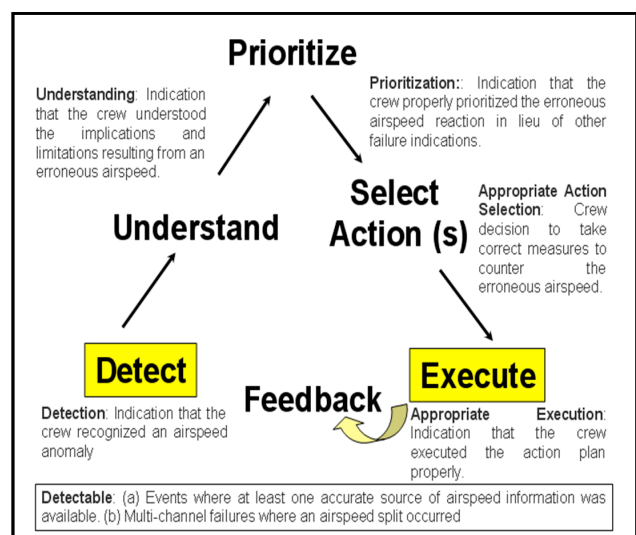 Prioritize
Understanding: Indication
that the crew understood
the implications and
limitations resulting from an
erroneous airspeed.
Prioritization:: Indication that the
crew properly prioritized the erroneous
airspeed reaction in lieu of other
failure indications.
Select
Action (s)
Appropriate Action
Selection: Crew
decision to take
correct measures to
counter the
erroneous airspeed.
Understand
Detect
Detection: Indication that the
crew recognized an airspeed
anomaly
Feedback
Execute
Appropriate Execution:
Indication that the crew
executed the action plan
properly.
Detectable: (a) Events where at least one accurate source of airspeed information was
available. (b) Multi-channel failures where an airspeed split occurred